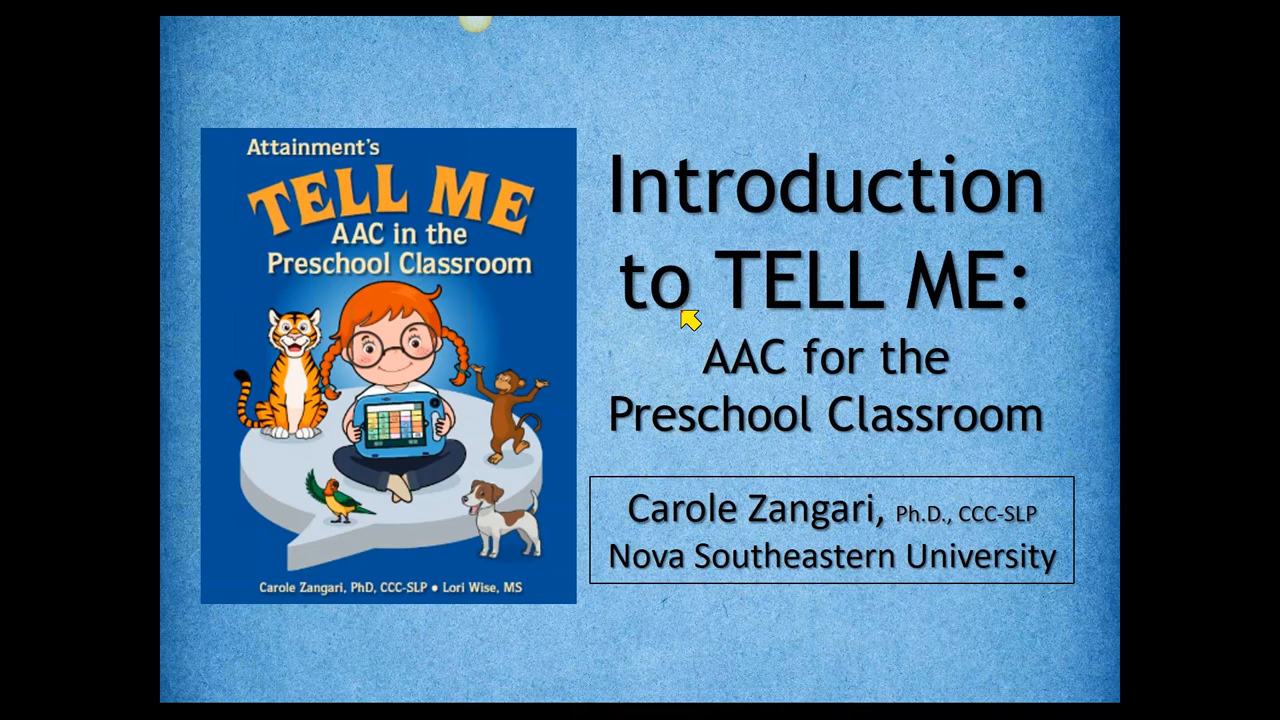 Attainment's
TELL ME
AAC in the
Preschool Classroom
Carole Zangari, PhD, CCC-SLP • Lori Wise, MS
Introduction
to TELL ME:
AAC for the
Preschool Classroom
Carole Zangari, Ph.D., CCC-SLP
Nova Southeastern University